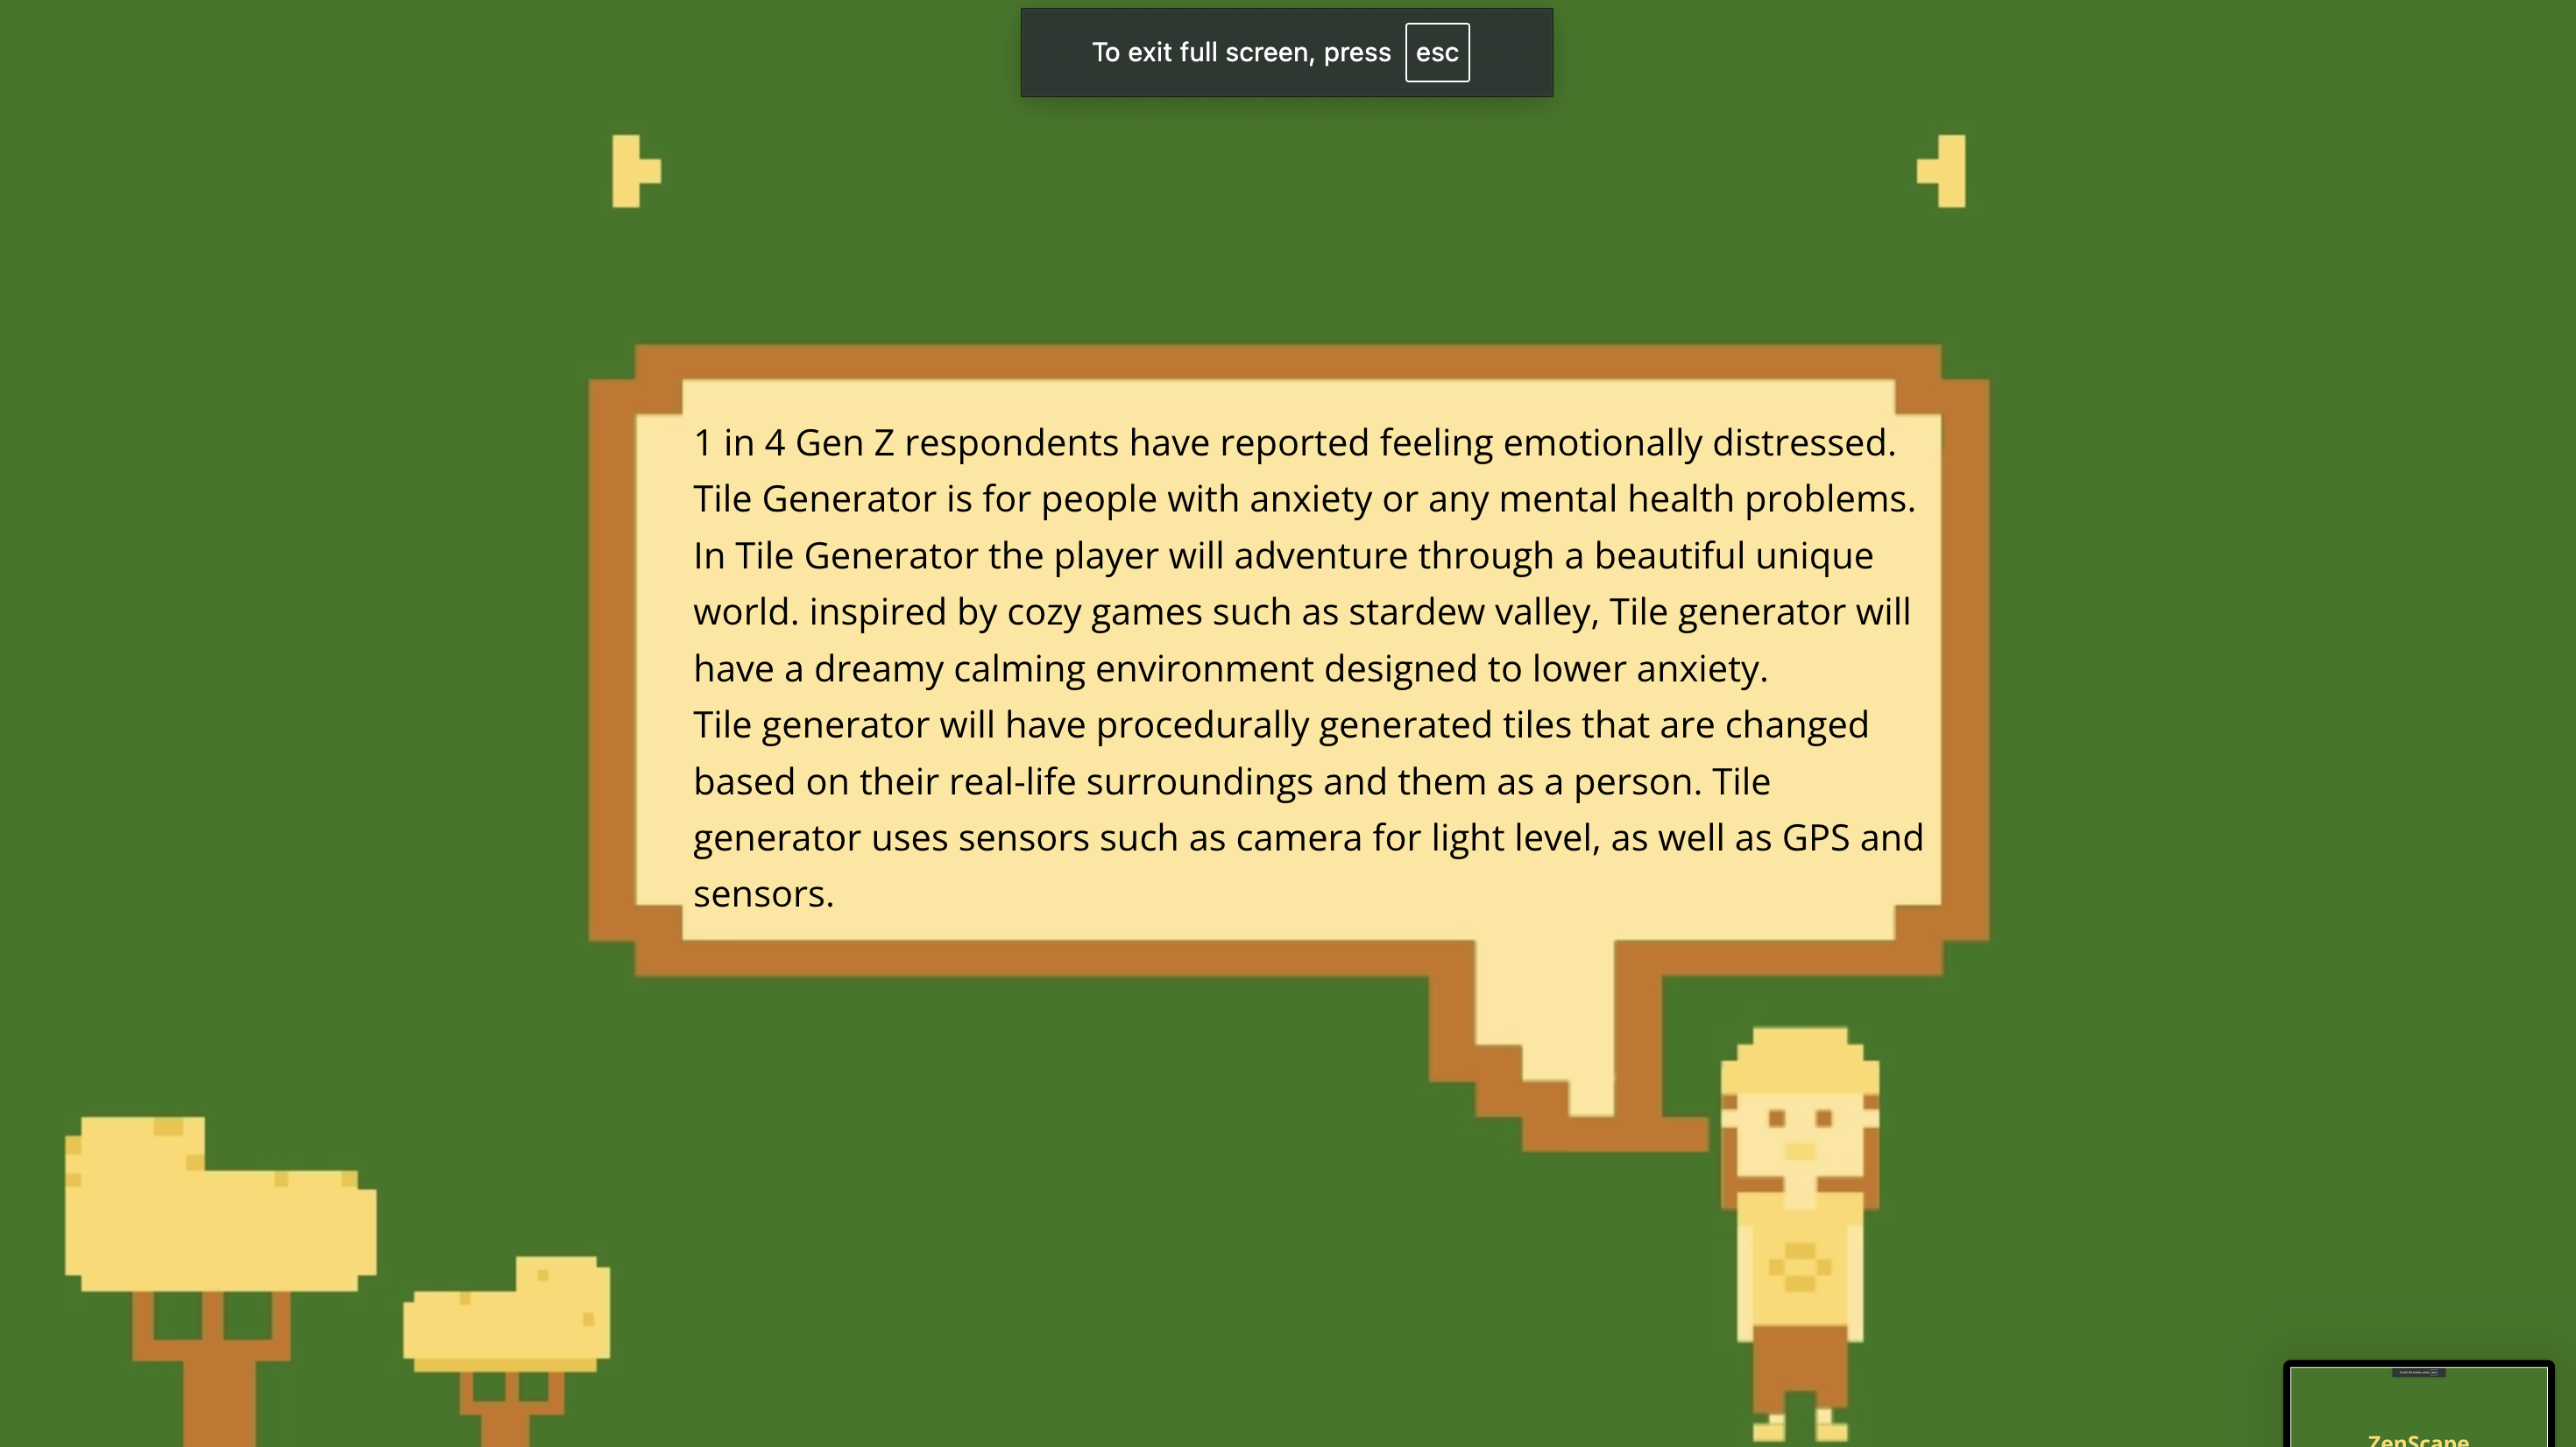 To exit full screen, press esc
1 in 4 Gen Z respondents have reported feeling emotionally distressed.
Tile Generator is for people with anxiety or any mental health problems.
In Tile Generator the player will adventure through a beautiful unique
world. inspired by cozy games such as stardew valley, Tile generator will
have a dreamy calming environment designed to lower anxiety.
Tile generator will have procedurally generated tiles that are changed
based on their real-life surroundings and them as a person. Tile
generator uses sensors such as camera for light level, as well as GPS and
sensors.
ZenScape